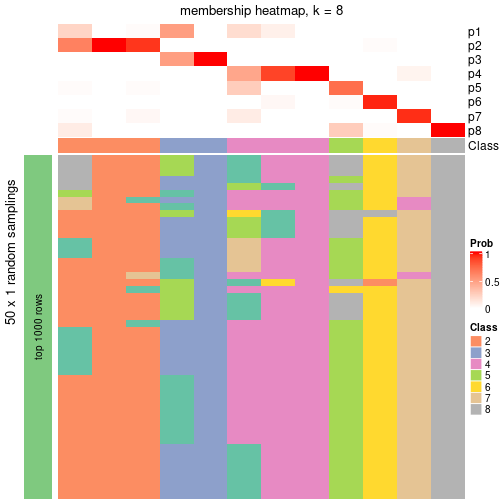 membership heatmap, k = 8
p1
p2
p3
p4
p5
p6
p7
p8
Class
50 x 1 random samplings
top 1000 rows
Prob
1
0.5
0
Class
2
3
4
5
6
7
8